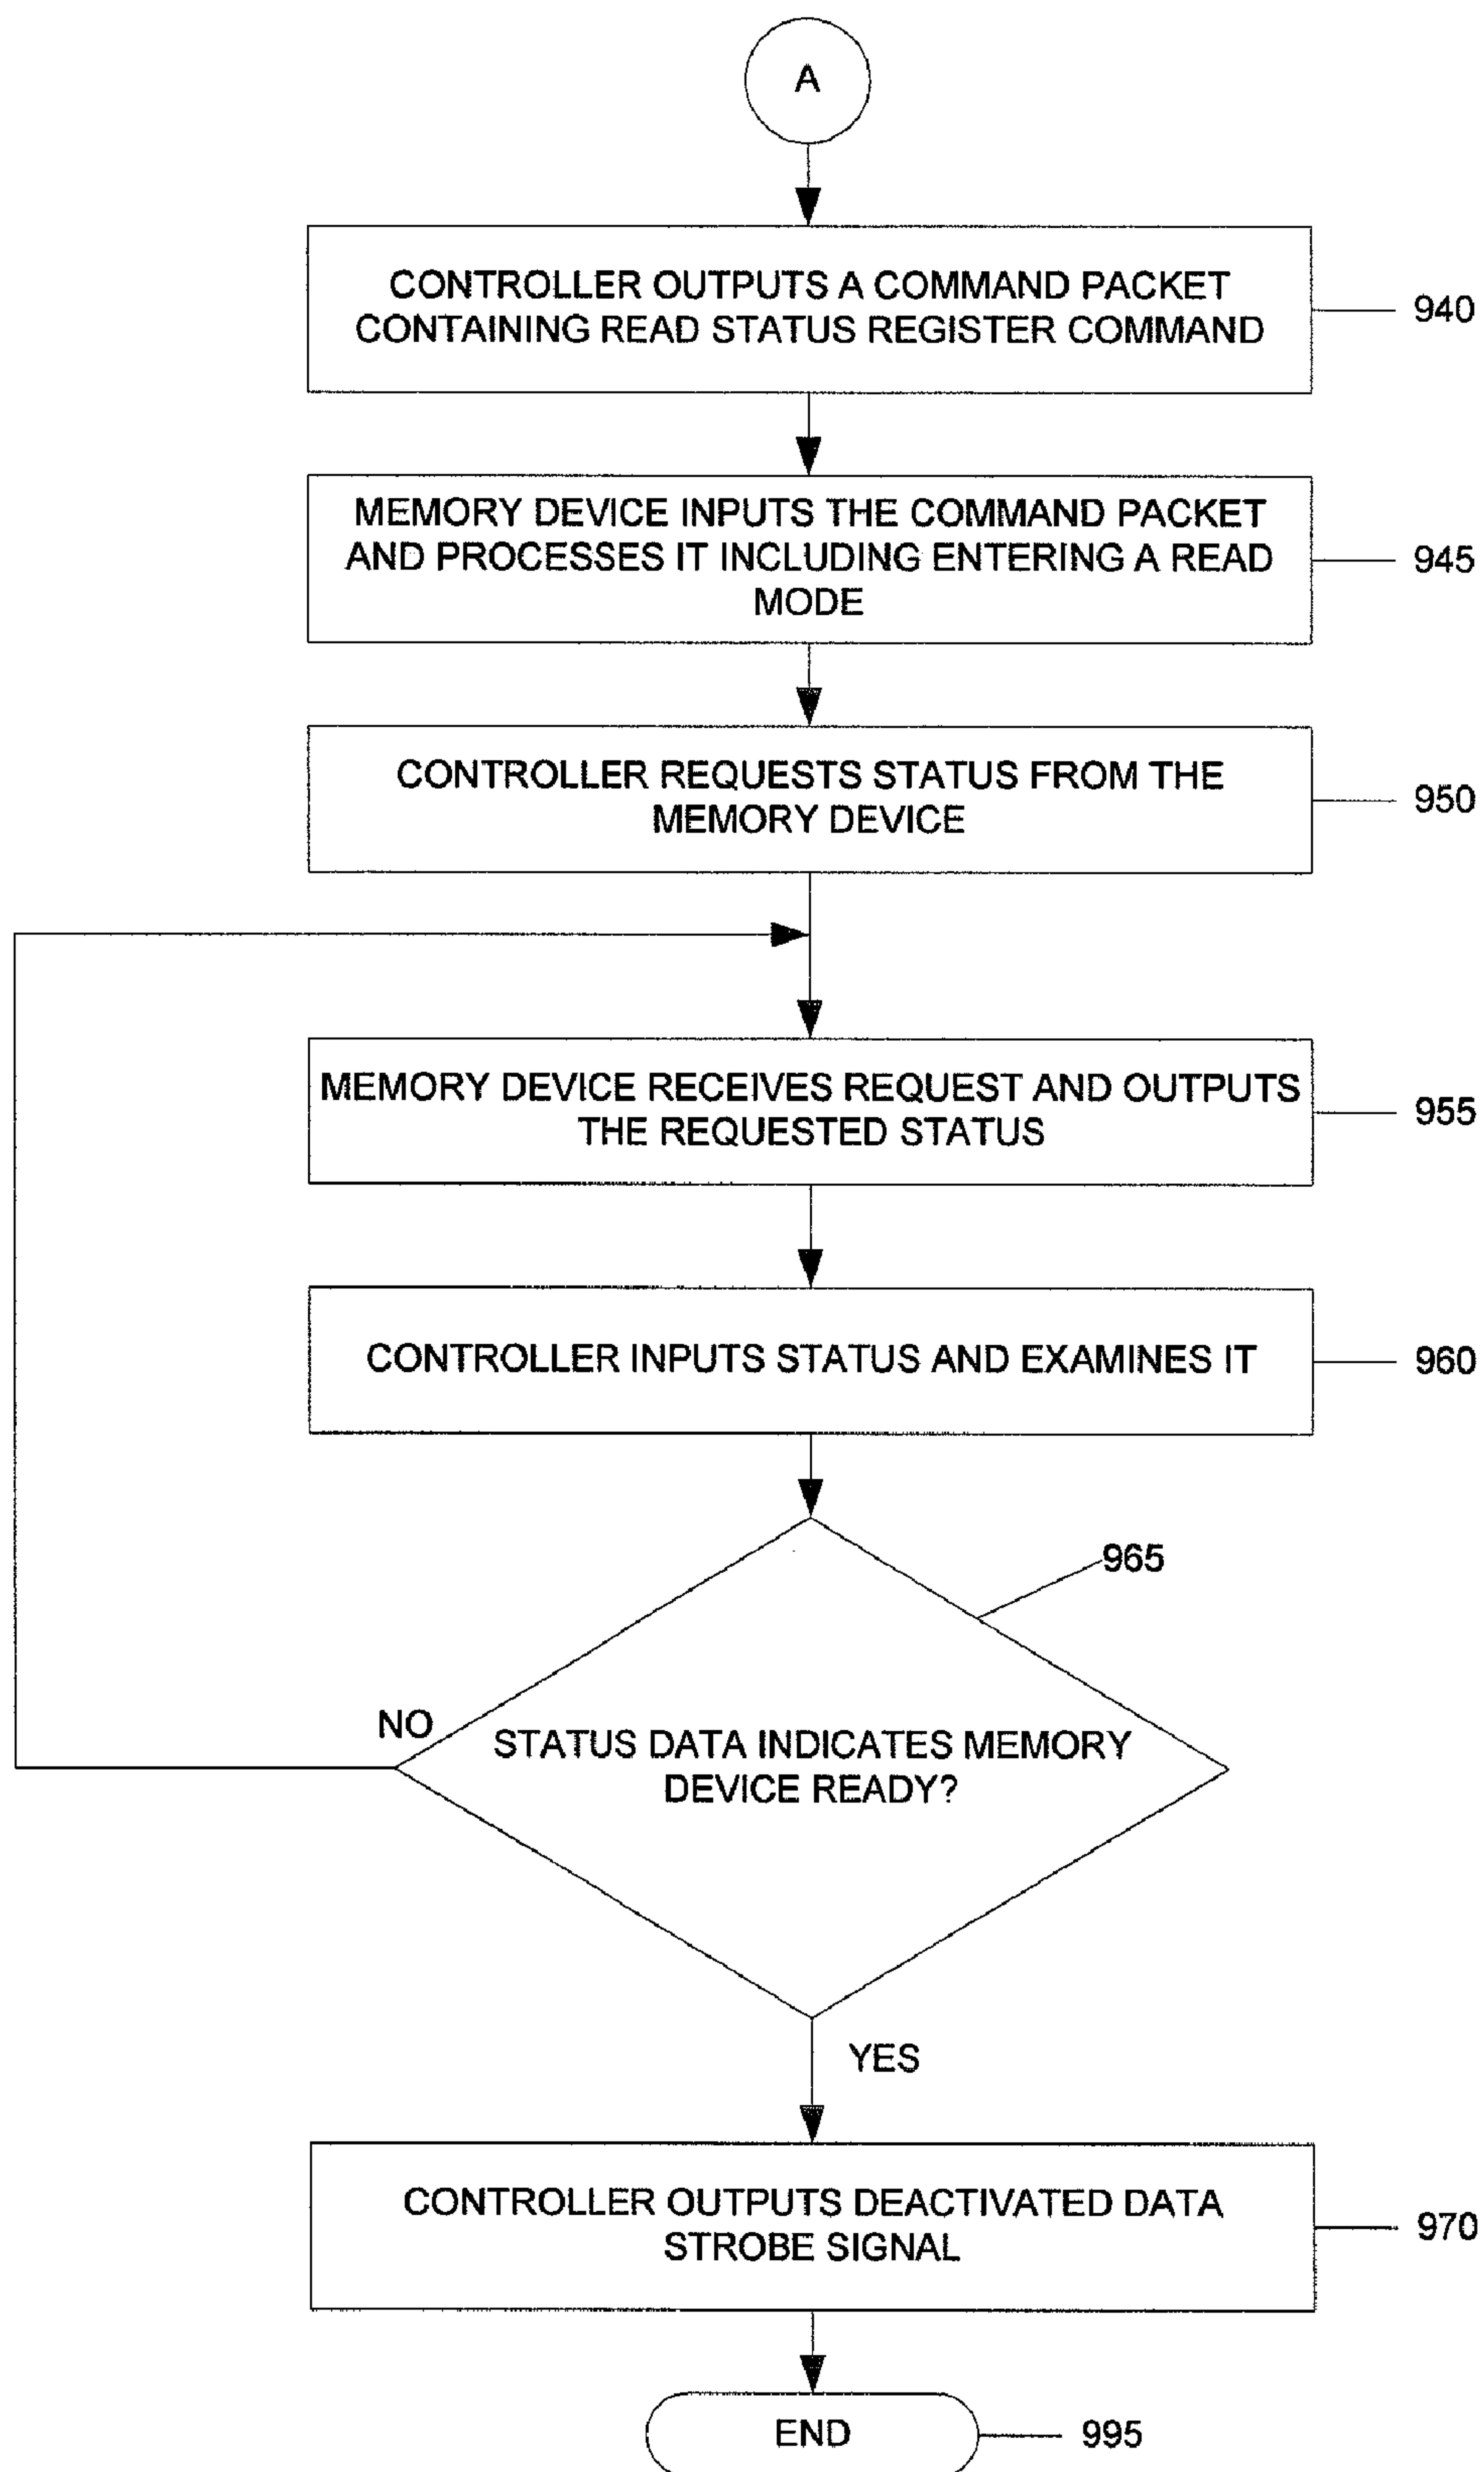 A
CONTROLLER OUTPUTS A COMMAND PACKET
CONTAINING READ STATUS REGISTER COMMAND
940
MEMORY DEVICE INPUTS THE COMMAND PACKET
AND PROCESSES IT INCLUDING ENTERING A READ
MODE
945
CONTROLLER REQUESTS STATUS FROM THE
MEMORY DEVICE
950
MEMORY DEVICE RECEIVES REQUEST AND OUTPUTS
THE REQUESTED STATUS
955
CONTROLLER INPUTS STATUS AND EXAMINES IT
960
965
NO
STATUS DATA INDICATES MEMORY
DEVICE READY?
YES
CONTROLLER OUTPUTS DEACTIVATED DATA
STROBE SIGNAL
970
END
995